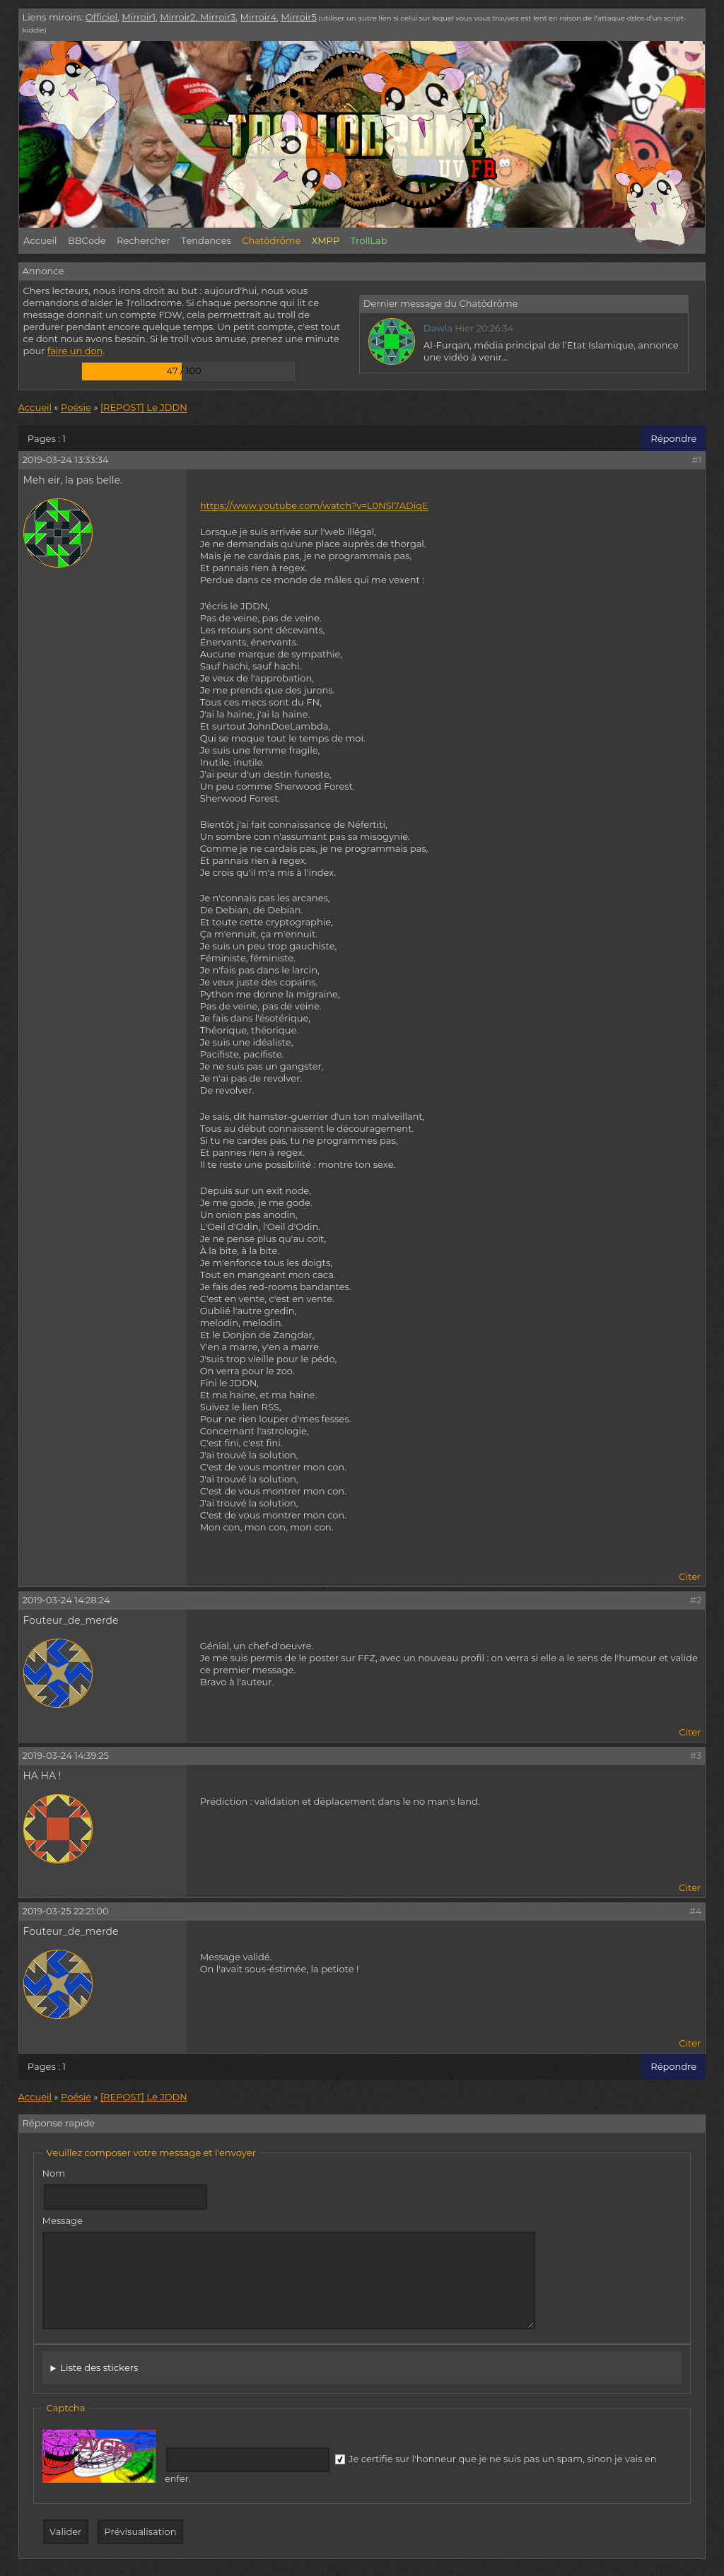 Liens miroirs: Officiel, Mirroir1, Mirroir2, Mirroir3, Mirroir4, Mirroir5 (utiliser un autre lien si celui sur lequel vous vous trouvez est lent en raison de l'attaque ddos d'un script-
kiddie)
TROLLODROME
Accueil BBCode Rechercher Tendances Chatôdrôme XMPP TrollLab
Annonce
Chers lecteurs, nous irons droit au but : aujourd'hui, nous vous
demandons d'aider le Trollodrome. Si chaque personne qui lit ce
message donnait un compte FDW, cela permettrait au troll de
perdurer pendant encore quelque temps. Un petit compte, c'est tout
ce dont nous avons besoin. Si le troll vous amuse, prenez une minute
pour faire un don.
47 / 100
Dernier message du Chatôdrôme
Dawla Hier 20:26:34
Al-Furqan, média principal de l'Etat Islamique, annonce
une vidéo à venir...
Accueil » Poésie » [REPOST] Le JDDN
Pages : 1
Répondre
2019-03-24 13:33:34
#1
Meh eir, la pas belle.
https://www.youtube.com/watch?v=L0NSl7ADiqE
Lorsque je suis arrivée sur l'web illégal,
Je ne demandais qu'une place auprès de thorgal.
Mais je ne cardais pas, je ne programmais pas,
Et pannais rien à regex.
Perdue dans ce monde de mâles qui me vexent :
J'écris le JDDN,
Pas de veine, pas de veine.
Les retours sont décevants,
Énervants, énervants.
Aucune marque de sympathie,
Sauf hachi, sauf hachi.
Je veux de l'approbation,
Je me prends que des jurons.
Tous ces mecs sont du FN,
J'ai la haine, j'ai la haine.
Et surtout JohnDoeLambda,
Qui se moque tout le temps de moi.
Je suis une femme fragile,
Inutile, inutile.
J'ai peur d'un destin funeste,
Un peu comme Sherwood Forest.
Sherwood Forest.
Bientôt j'ai fait connaissance de Néfertiti,
Un sombre con n'assumant pas sa misogynie.
Comme je ne cardais pas, je ne programmais pas,
Et pannais rien à regex.
Je crois qu'il m'a mis à l'index.
Je n'connais pas les arcanes,
De Debian, de Debian.
Et toute cette cryptographie,
Ça m'ennuit, ça m'ennuit.
Je suis un peu trop gauchiste,
Féministe, féministe.
Je n'fais pas dans le larcin,
Je veux juste des copains.
Python me donne la migraine,
Pas de veine, pas de veine.
Je fais dans l'ésotérique,
Théorique, théorique.
Je suis une idéaliste,
Pacifiste, pacifiste.
Je ne suis pas un gangster,
Je n'ai pas de revolver.
De revolver.
Je sais, dit hamster-guerrier d'un ton malveillant,
Tous au début connaissent le découragement.
Si tu ne cardes pas, tu ne programmes pas,
Et pannes rien à regex.
Il te reste une possibilité : montre ton sexe.
Depuis sur un exit node,
Je me gode, je me gode.
Un onion pas anodin,
L'Oeil d'Odin, l'Oeil d'Odin.
Je ne pense plus qu'au coït,
À la bite, à la bite.
Je m'enfonce tous les doigts,
Tout en mangeant mon caca.
Je fais des red-rooms bandantes.
C'est en vente, c'est en vente.
Oublié l'autre gredin,
melodin, melodin.
Et le Donjon de Zangdar,
Y'en a marre, y'en a marre.
J'suis trop vieille pour le pédo,
On verra pour le zoo.
Fini le JDDN,
Et ma haine, et ma haine.
Suivez le lien RSS,
Pour ne rien louper d'mes fesses.
Concernant l'astrologie,
C'est fini, c'est fini.
J'ai trouvé la solution,
C'est de vous montrer mon con.
J'ai trouvé la solution,
C'est de vous montrer mon con.
J'ai trouvé la solution,
C'est de vous montrer mon con.
Mon con, mon con, mon con.
Citer
2019-03-24 14:28:24
#2
Fouteur_de_merde
Génial, un chef-d'oeuvre.
Je me suis permis de le poster sur FFZ, avec un nouveau profil : on verra si elle a le sens de l'humour et valide
ce premier message.
Bravo à l'auteur.
Citer
2019-03-24 14:39:25
#3
HA HA !
Prédiction : validation et déplacement dans le no man's land.
Citer
2019-03-25 22:21:00
#4
Fouteur_de_merde
Message validé.
On l'avait sous-éstimée, la petiote !
Citer
Pages : 1
Répondre
Accueil » Poésie » [REPOST] Le JDDN
Réponse rapide
Veuillez composer votre message et l'envoyer
Nom
Message
▶ Liste des stickers
Captcha
Je certifie sur l'honneur que je ne suis pas un spam, sinon je vais en
enfer.
Valider Prévisualisation